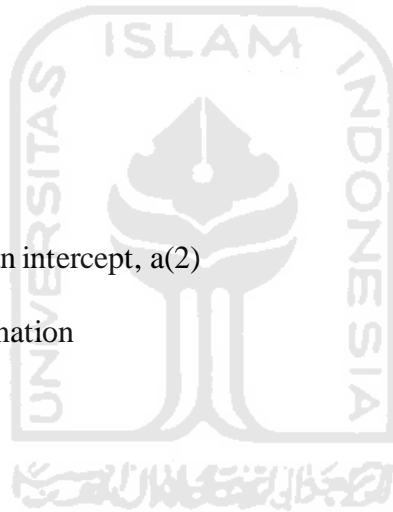 ISLAM
UNIVERSITAS
INDONESIA
n intercept, a(2)
nation